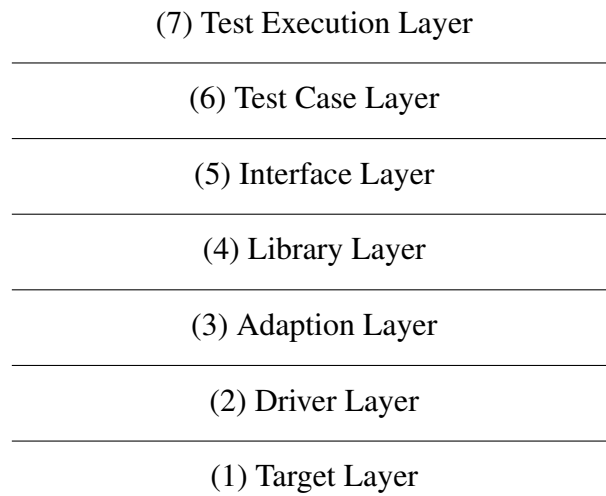 (7) Test Execution Layer
(6) Test Case Layer
(5) Interface Layer
(4) Library Layer
(3) Adaption Layer
(2) Driver Layer
(1) Target Layer